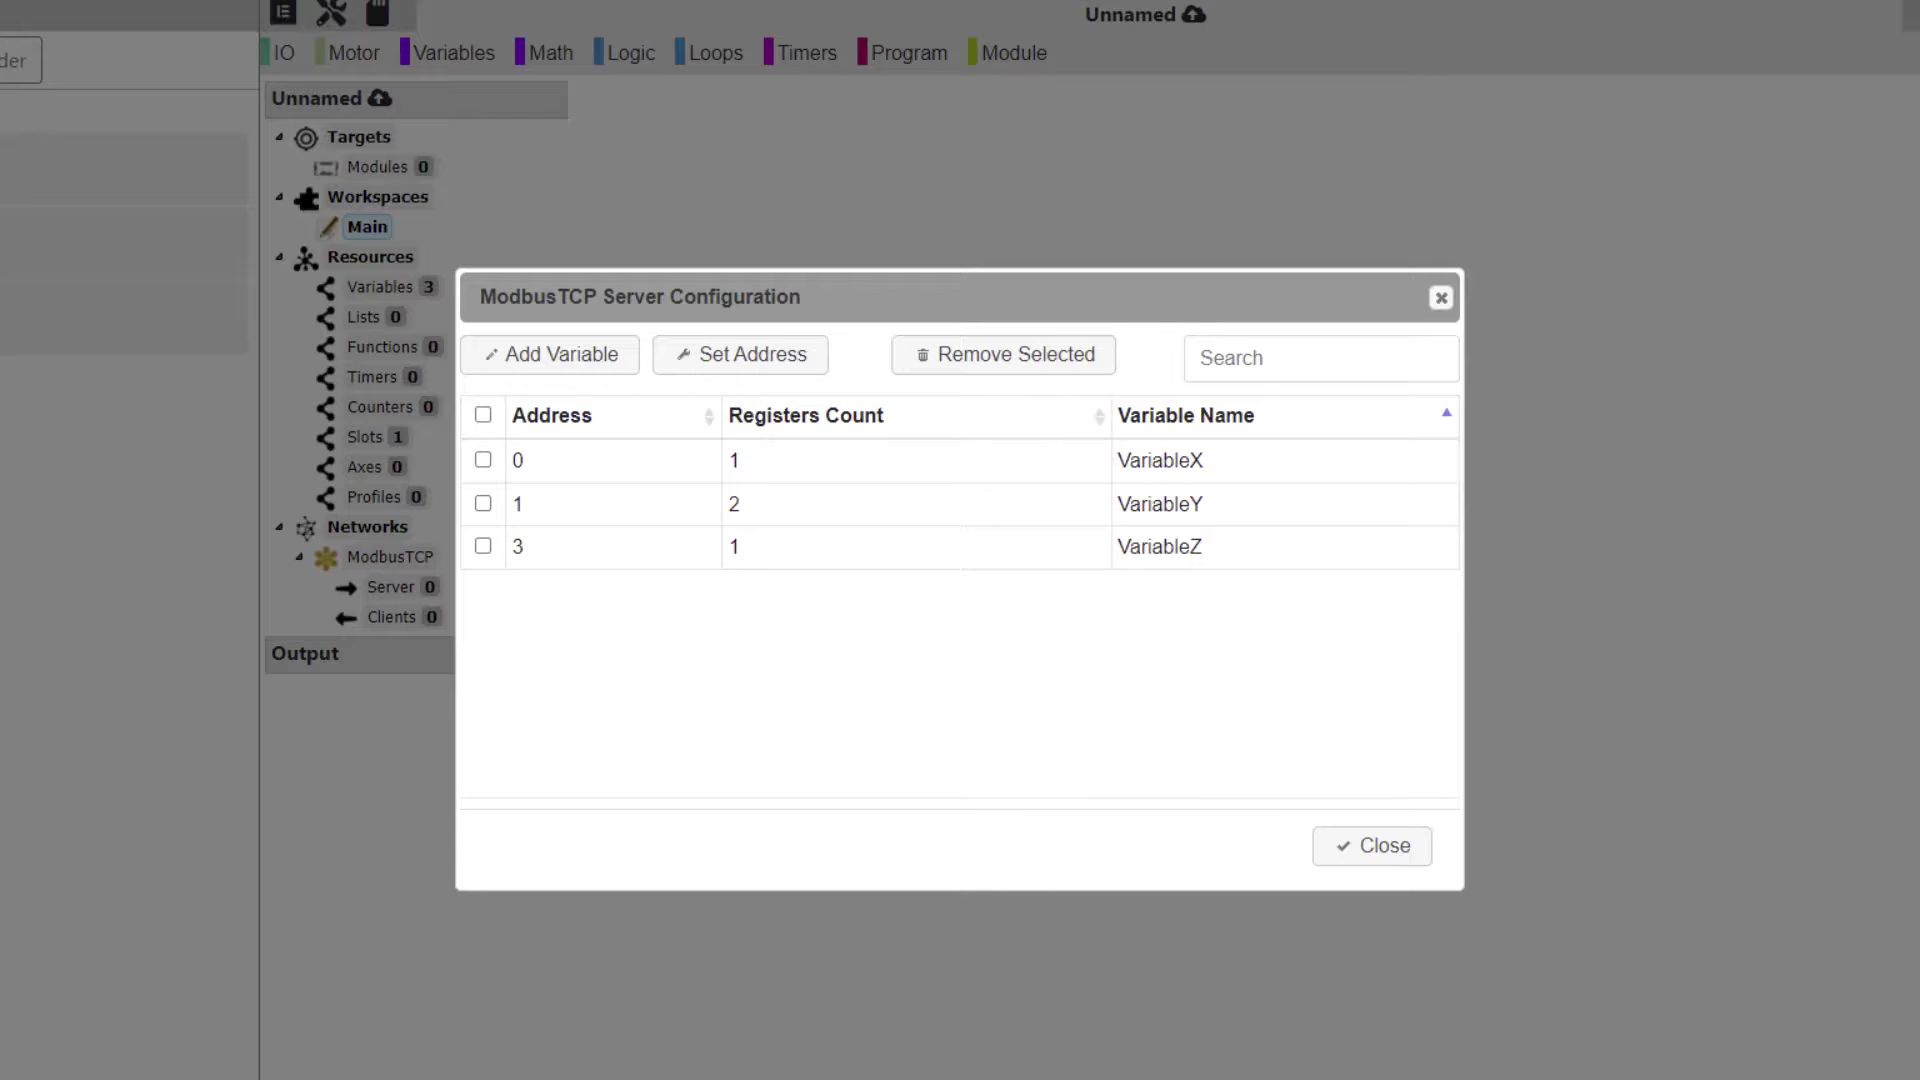 Unnamed
der
IO Motor Variables Math Logic Loops Timers Program Module
Unnamed
Targets
Modules 0
Workspaces
Main
Resources
Variables 3
Lists 0
Functions 0
Timers 0
Counters 0
Slots 1
Axes 0
Profiles 0
Networks
ModbusTCP
Server 0
Clients 0
Output
ModbusTCP Server Configuration
Add Variable Set Address Remove Selected Search
Address Registers Count Variable Name
0 1 VariableX
1 2 VariableY
3 1 VariableZ
Close